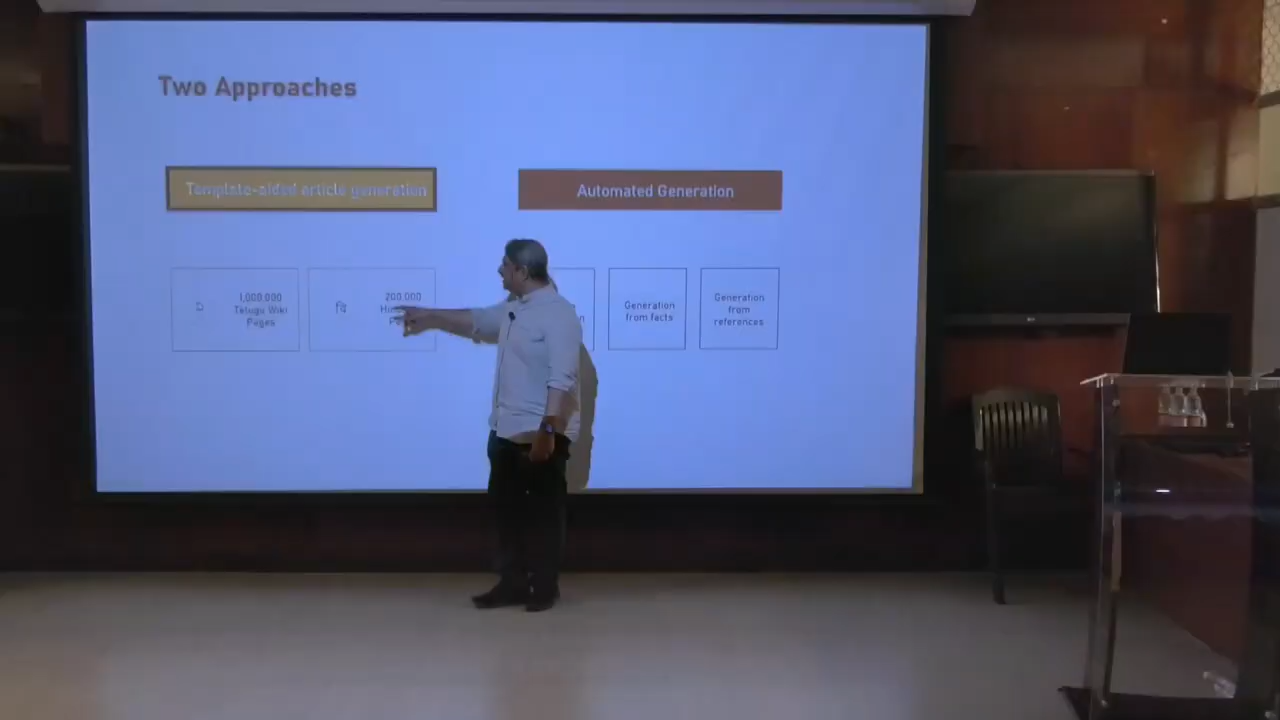 Two Approaches
Template-aided article generation
Automated Generation
1,000,000
Telugu Wiki
Pages
200,000
Generation
from facts
Generation
from
references